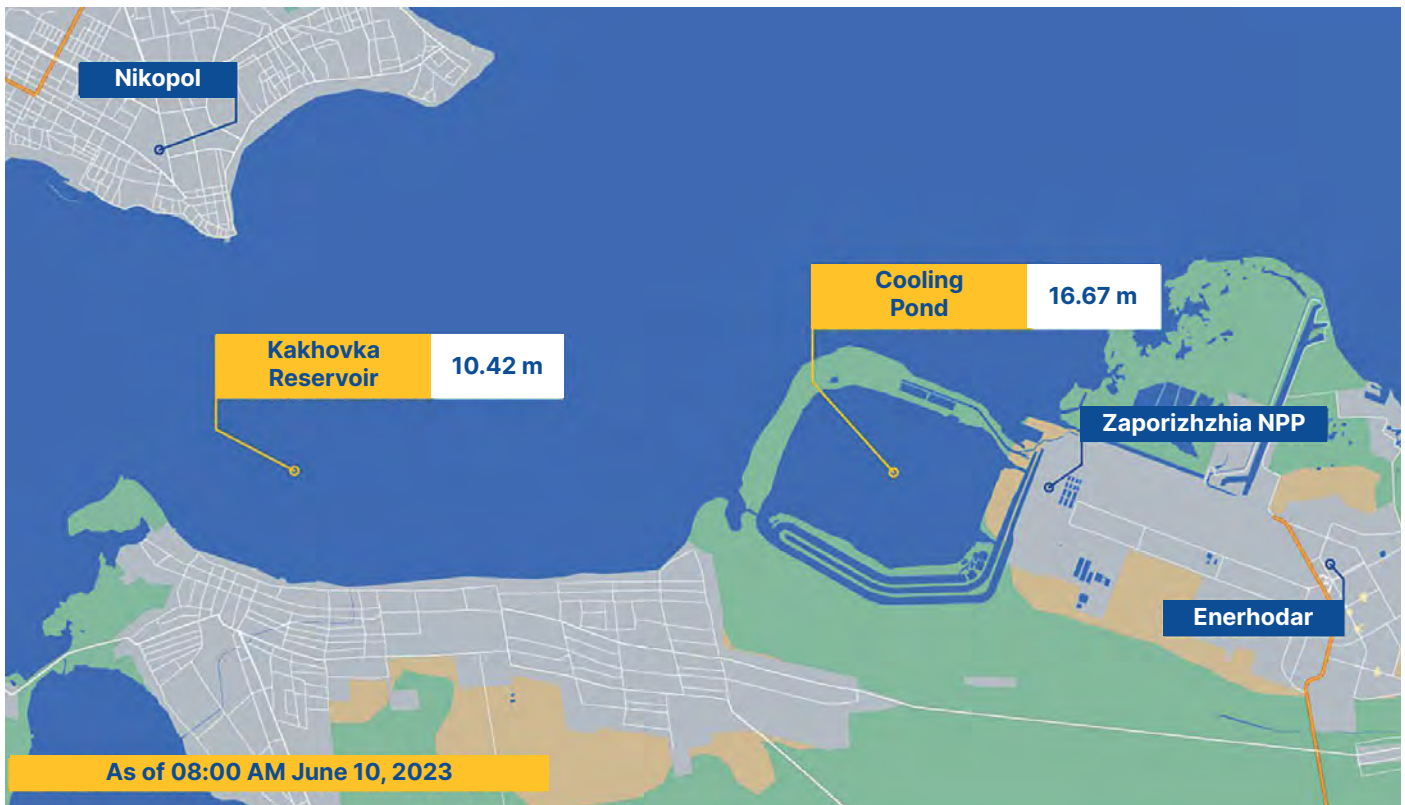 Nikopol
Cooling
Pond
16.67 m
Kakhovka
Reservoir
10.42 m
Zaporizhzhia NPP
Enerhodar
As of 08:00 AM June 10, 2023